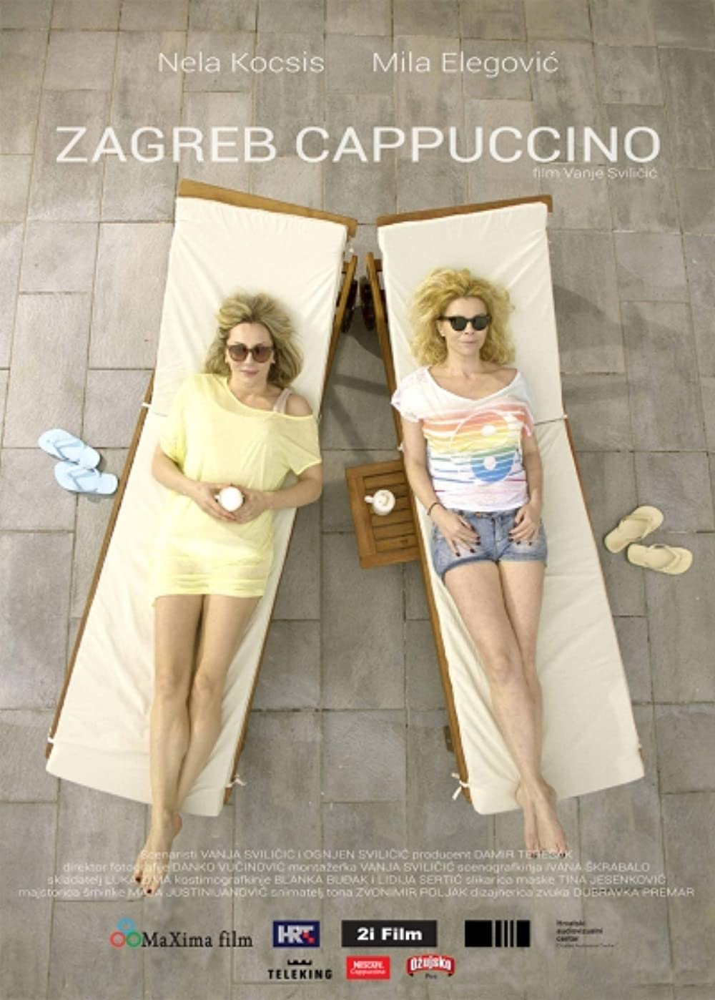 Nela Kocsis Mila Elegović
ZAGREB CAPPUCCINO
film Vanje Sviličić
scenaristi VANJA SVILIČIĆ i OGNJEN SVILIČIĆ producent DAMIR TEREŠAK
direktor fotografije DANKO VUČINOVIĆ montažerka VANJA SVILIČIĆ scenografkinja IVANA ŠKRABALO
skladatelj LUKA ZIMA kostimografkinje BLANKA BUDAK i LIDIJA SERTIĆ slikarica maske TINA JESENKOVIĆ
majstorica šminke MAJA JUSTINIJANOVIĆ snimatelj tona ZVONIMIR POLJAK dizajnerica zvuka DUBRAVKA PREMAR
MaXima film HRT 2i Film
Hrvatski
audiovizualni
centar
TELEKING NESCAFÉ Cappuccino Ožujsko
Pivo